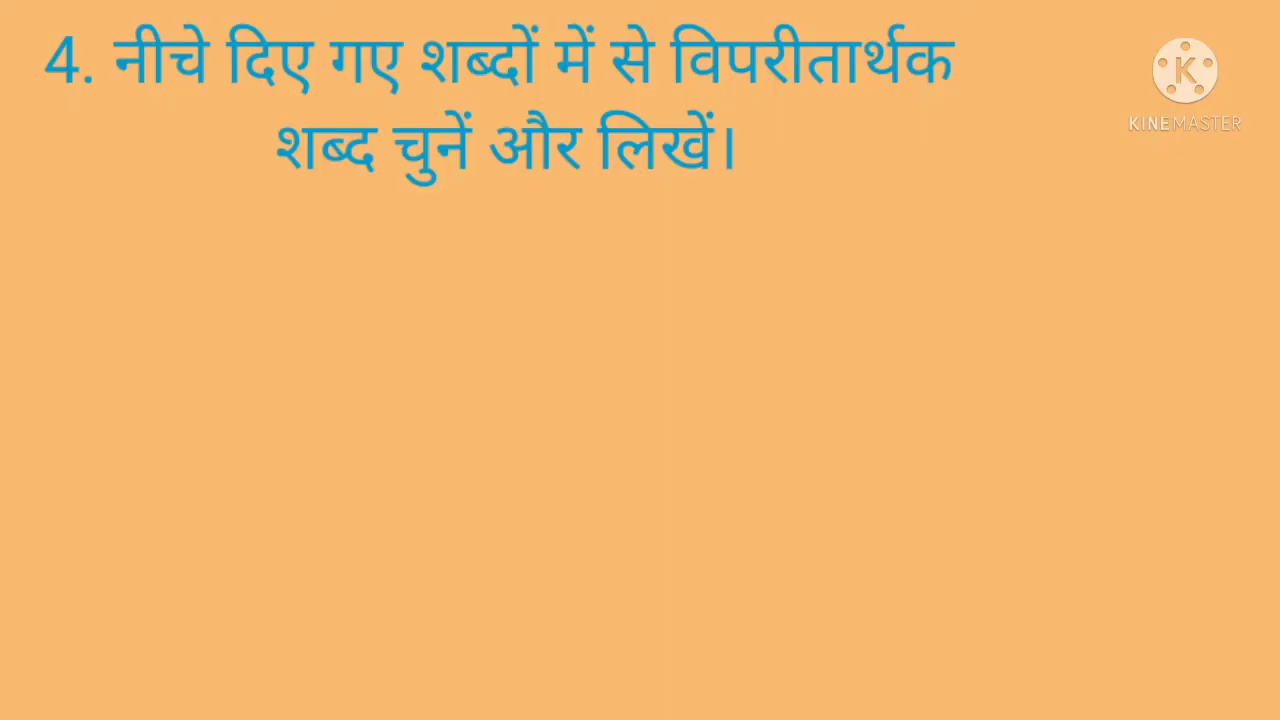 4. नीचे दिए गए शब्दों में से विपरीतार्थक
शब्द चुनें और लिखें।
K
KINEMASTER